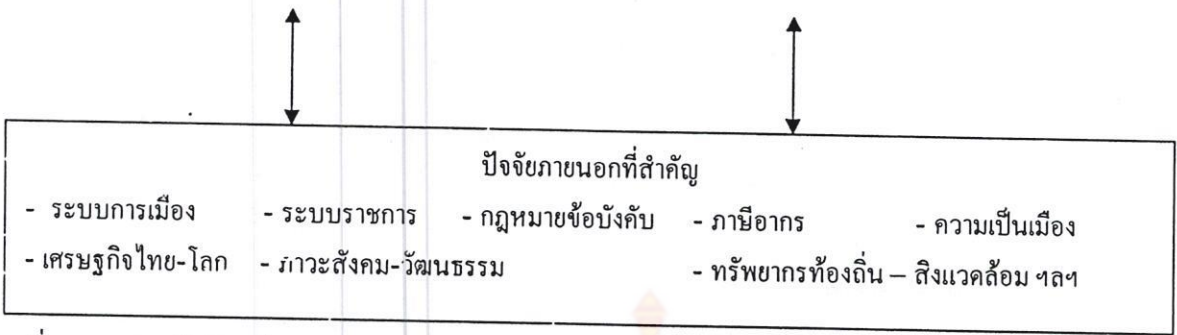 ปัจจัยภายนอกที่สำคัญ
- ระบบการเมือง - ระบบราชการ - กฎหมายข้อบังคับ - ภาษีอากร - ความเป็นเมือง
- เศรษฐกิจไทย-โลก - ภาวะสังคม-วัฒนธรรม - ทรัพยากรท้องถิ่น – สิ่งแวดล้อม ฯลฯ